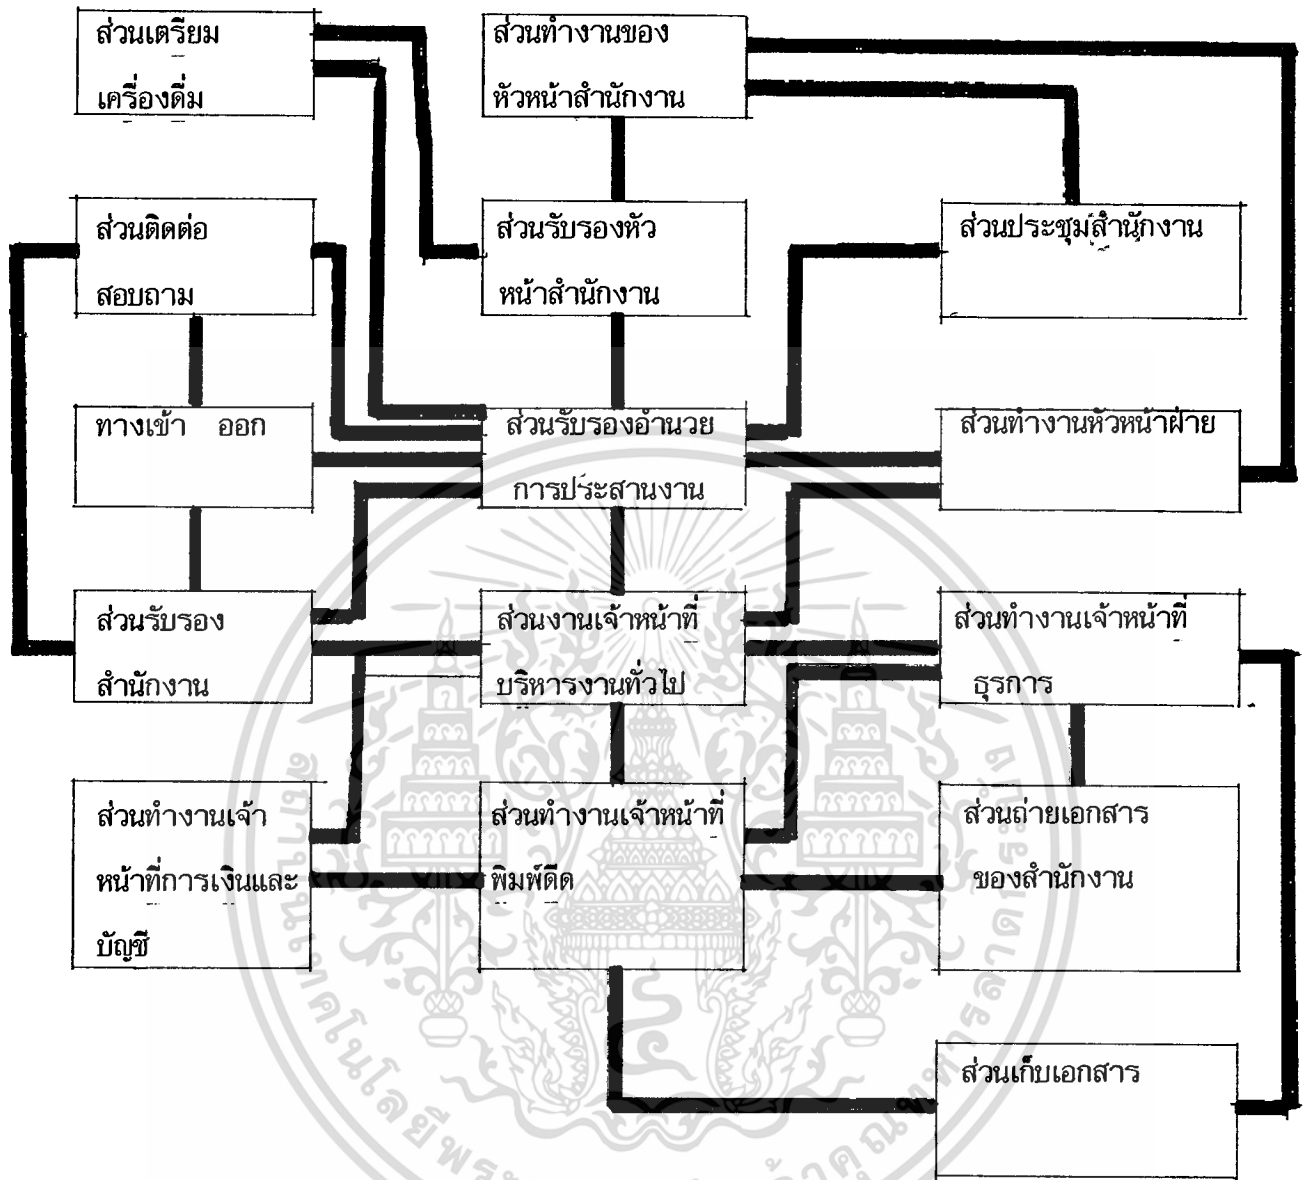 ส่วนเตรียม
เครื่องดื่ม
ส่วนทำงานของ
หัวหน้าสำนักงาน
ส่วนติดต่อ
สอบถาม
ส่วนรับรองหัว
หน้าสำนักงาน
ส่วนประชุมสำนักงาน
ทางเข้า ออก
ส่วนรับรองอำนวย
การประสานงาน
ส่วนทำงานหัวหน้าฝ่าย
ส่วนรับรอง
สำนักงาน
ส่วนงานเจ้าหน้าที่
บริหารงานทั่วไป
ส่วนทำงานเจ้าหน้าที่
ธุรการ
ส่วนทำงานเจ้า
หน้าที่การเงินและ
บัญชี
ส่วนทำงานเจ้าหน้าที่
พิมพ์ดีด
ส่วนถ่ายเอกสาร
ของสำนักงาน
ส่วนเก็บเอกสาร